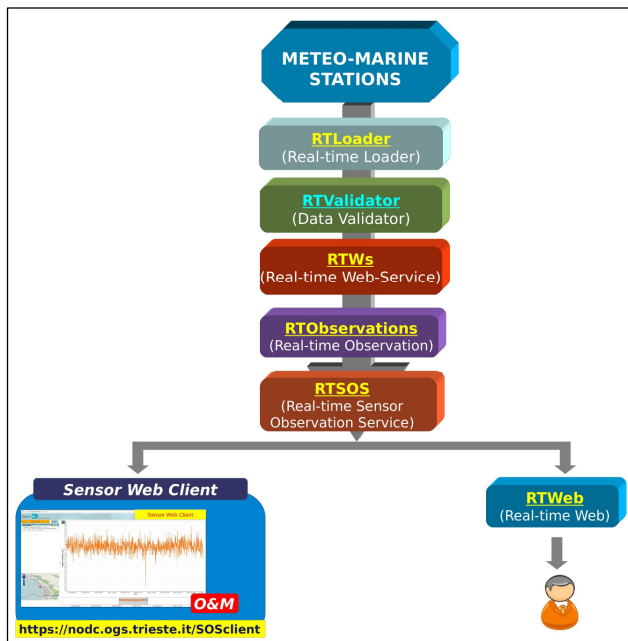 METEO-MARINE
STATIONS
RTLoader
(Real-time Loader)
RTValidator
(Data Validator)
RTWs
(Real-time Web-Service)
RTObservations
(Real-time Observation)
RTSOS
(Real-time Sensor
Observation Service)
Sensor Web Client
Sensor Web Client
O&M
https://nodc.ogs.trieste.it/SOSclient
RTWeb
(Real-time Web)